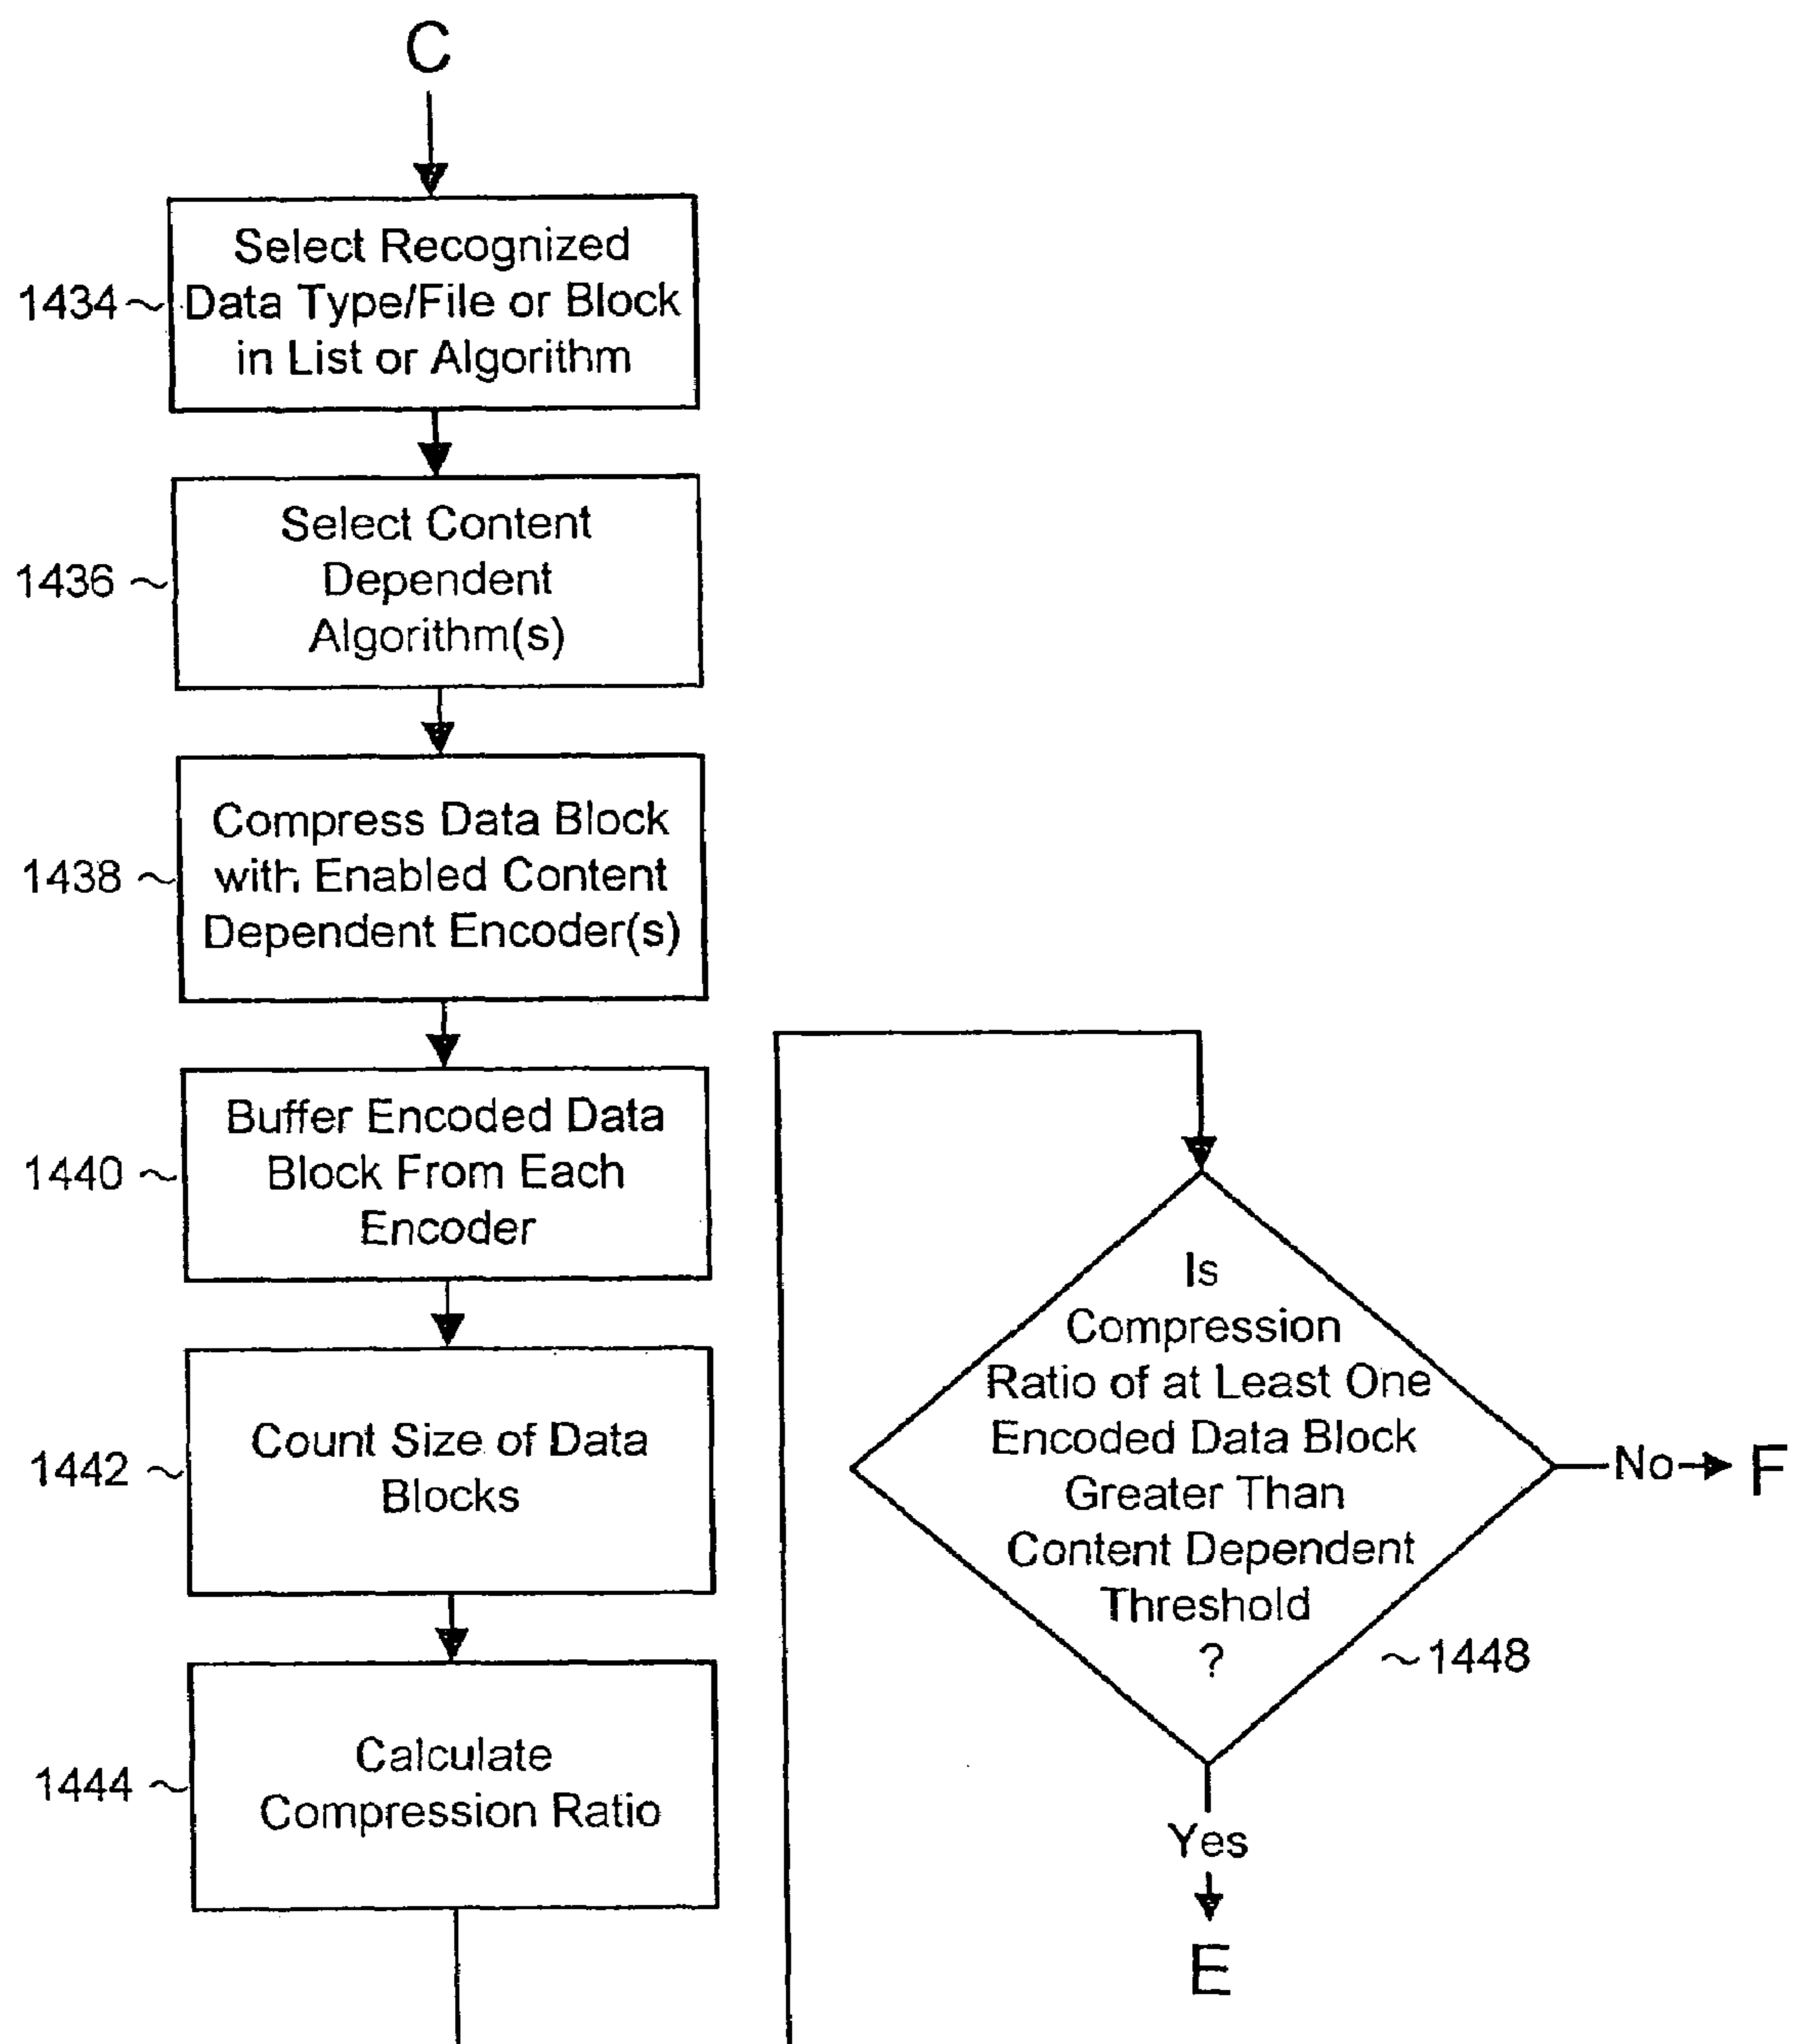 C
1434
Select Recognized
Data Type/File or Block
in List or Algorithm
1436
Select Content
Dependent
Algorithm(s)
1438
Compress Data Block
with Enabled Content
Dependent Encoder(s)
1440
Buffer Encoded Data
Block From Each
Encoder
1442
Count Size of Data
Blocks
1444
Calculate
Compression Ratio
Is
Compression
Ratio of at Least One
Encoded Data Block
Greater Than
Content Dependent
Threshold
?
1448
No
F
Yes
E